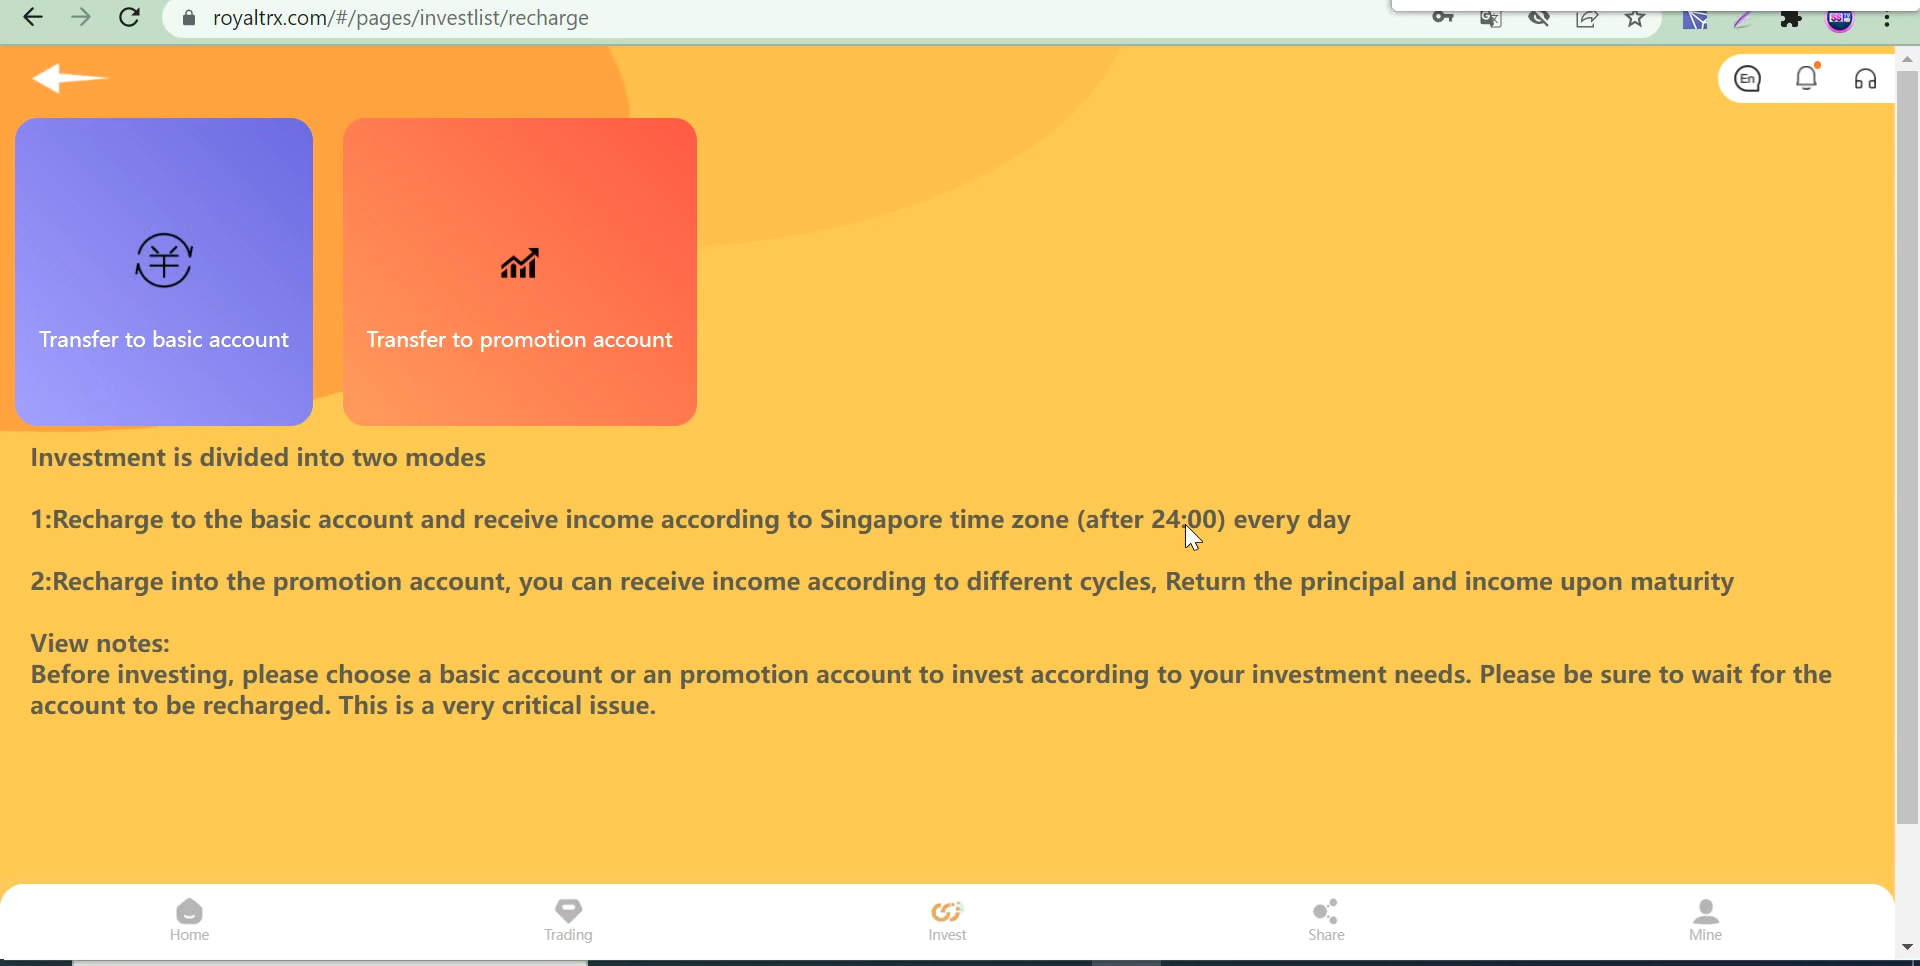 royaltrx.com/#/pages/investlist/recharge
En
Transfer to basic account
Transfer to promotion account
Investment is divided into two modes
1:Recharge to the basic account and receive income according to Singapore time zone (after 24:00) every day
2:Recharge into the promotion account, you can receive income according to different cycles, Return the principal and income upon maturity
View notes:
Before investing, please choose a basic account or an promotion account to invest according to your investment needs. Please be sure to wait for the
account to be recharged. This is a very critical issue.
Home
Trading
Invest
Share
Mine